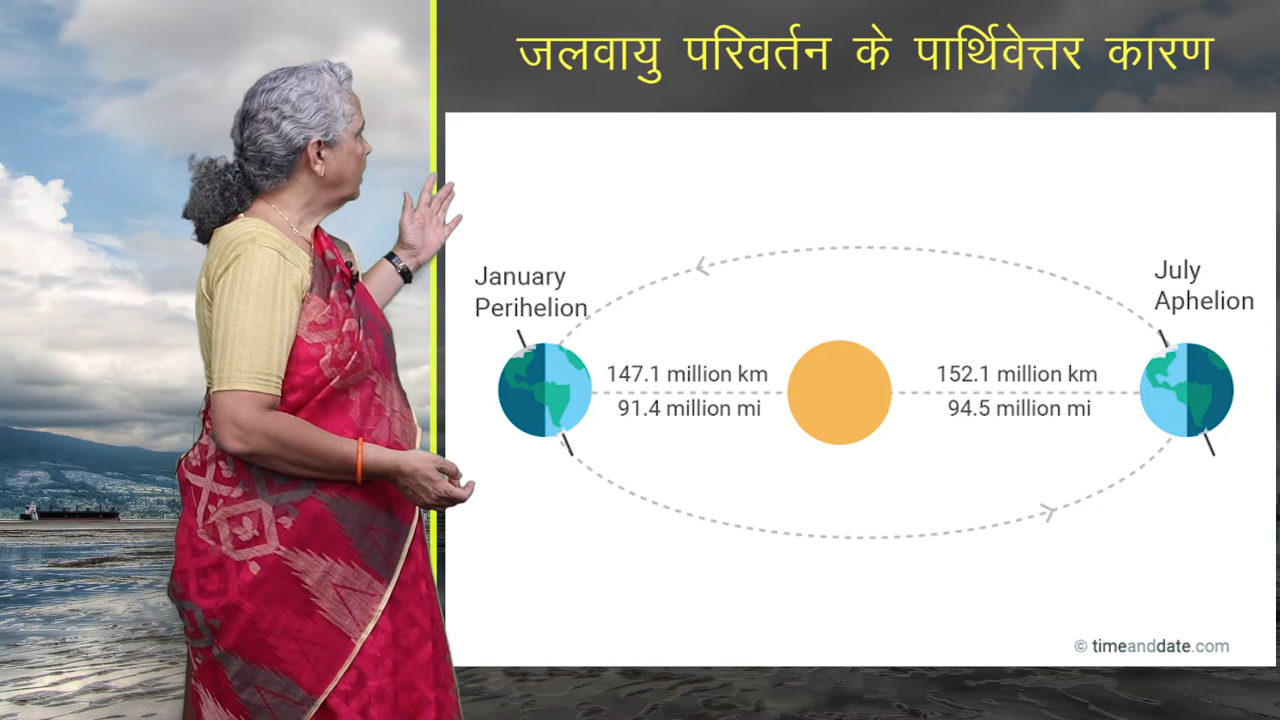 जलवायु परिवर्तन के पार्थिवेत्तर कारण
January
Perihelion
July
Aphelion
147.1 million km
91.4 million mi
152.1 million km
94.5 million mi
© timeanddate.com